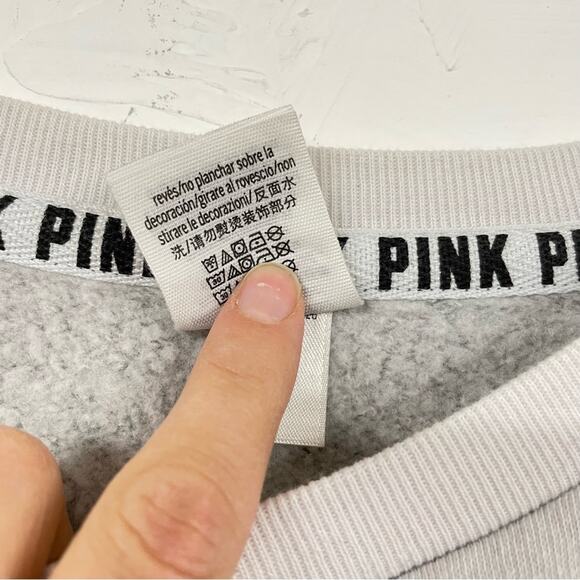 revés/no planchar sobre la
decoración/girare al rovescio/non
stirare le decorazioni/反面水
洗/请勿熨烫装饰部分
PINK PINK PINK